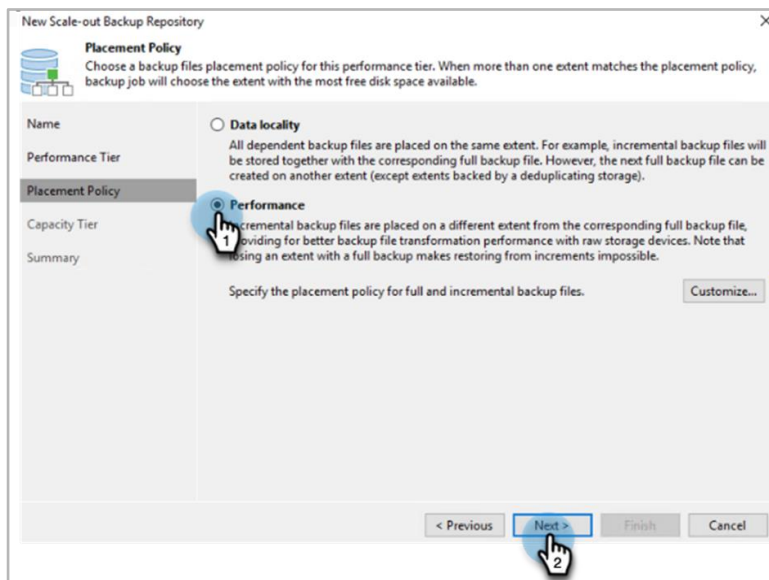 New Scale-out Backup Repository
Placement Policy
Choose a backup files placement policy for this performance tier. When more than one extent matches the placement policy,
backup job will choose the extent with the most free disk space available.
Name
Performance Tier
Placement Policy
Capacity Tier
Summary
Data locality
All dependent backup files are placed on the same extent. For example, incremental backup files will
be stored together with the corresponding full backup file. However, the next full backup file can be
created on another extent (except extents backed by a deduplicating storage).
Performance
cremental backup files are placed on a different extent from the corresponding full backup file,
oviding for better backup file transformation performance with raw storage devices. Note that
losing an extent with a full backup makes restoring from increments impossible.
1
Specify the placement policy for full and incremental backup files.
Customize...
< Previous
Next >
Finish
Cancel
2